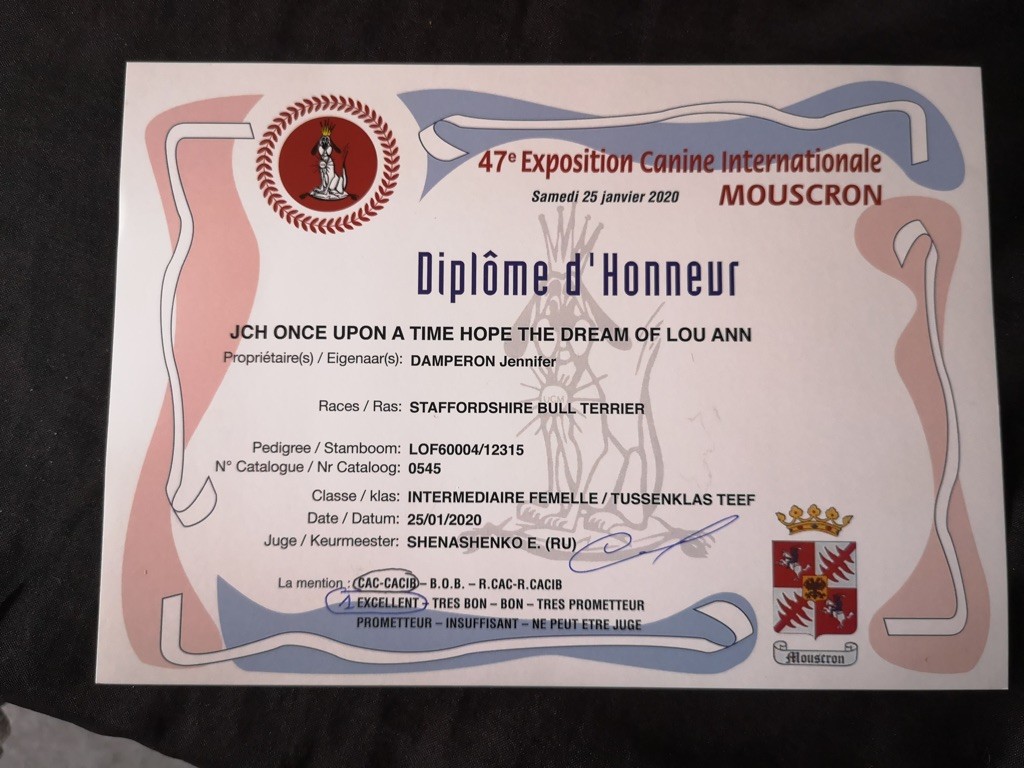 47e Exposition Canine Internationale
Samedi 25 janvier 2020
MOUSCRON
Diplôme d'Honneur
JCH ONCE UPON A TIME HOPE THE DREAM OF LOU ANN
Propriétaire(s) / Eigenaar(s): DAMPERON Jennifer
UCM
Races / Ras: STAFFORDSHIRE BULL TERRIER
Pedigree / Stamboom: LOF60004/12315
N° Catalogue / Nr Cataloog: 0545
Classe / klas: INTERMEDIAIRE FEMELLE / TUSSENKLAS TEEF
Date / Datum: 25/01/2020
Juge / Keurmeester: SHENASHENKO E. (RU)
La mention : CAC-CACIB – B.O.B. – R.CAC-R.CACIB
1 EXCELLENT – TRES BON – BON – TRES PROMETTEUR
PROMETTEUR – INSUFFISANT – NE PEUT ETRE JUGE
Mouscron